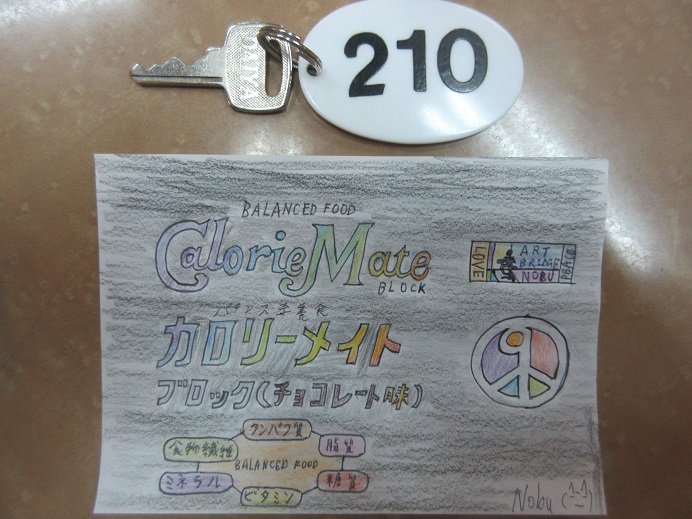 DAIYA
210
BALANCED FOOD
CalorieMate
BLOCK
LOVE
ART
BRIDGE
NOBU
バランス栄養食
カロリーメイト
ブロック(チョコレート味)
タンパク質
食物繊維
脂質
BALANCED FOOD
ミネラル
糖質
ビタミン
Nobu